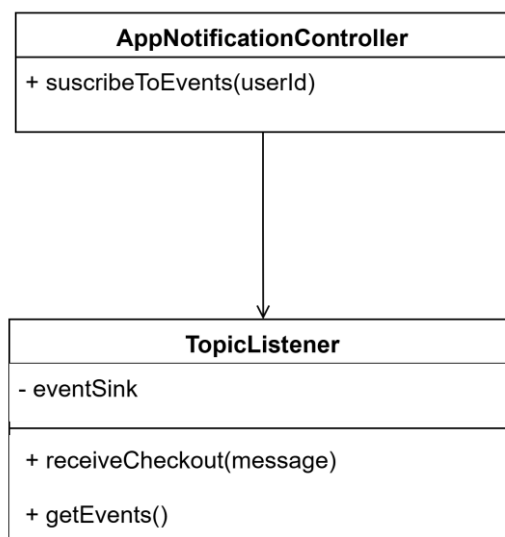 AppNotificationController
+ suscribeToEvents(userId)
TopicListener
- eventSink
+ receiveCheckout(message)
+ getEvents()